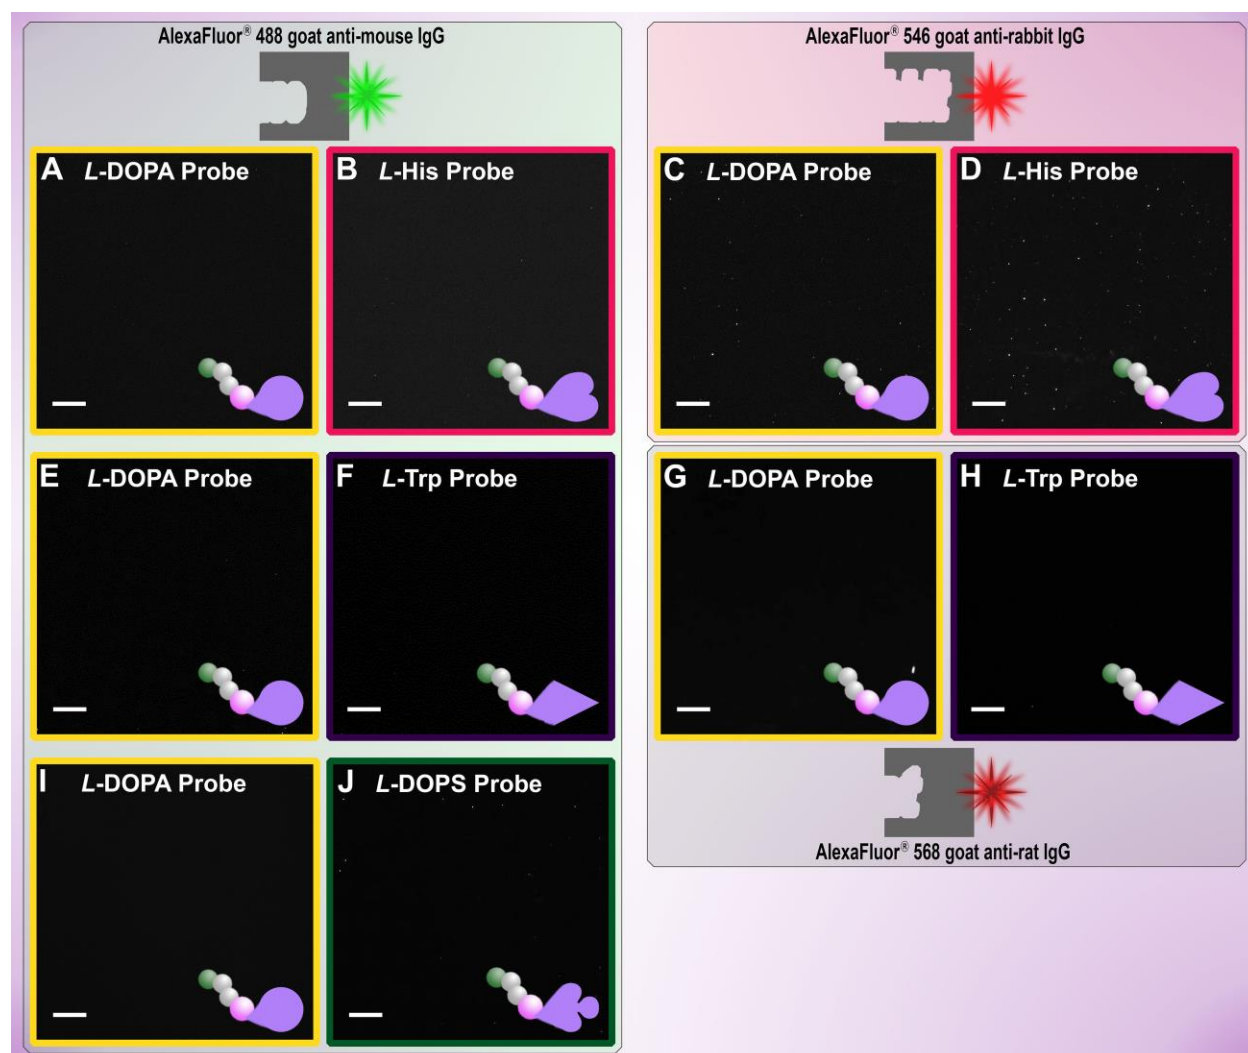 AlexaFluor® 488 goat anti-mouse IgG
AlexaFluor® 546 goat anti-rabbit IgG
A L-DOPA Probe
B L-His Probe
C L-DOPA Probe
D L-His Probe
E L-DOPA Probe
F L-Trp Probe
G L-DOPA Probe
H L-Trp Probe
I L-DOPA Probe
J L-DOPS Probe
AlexaFluor® 568 goat anti-rat IgG